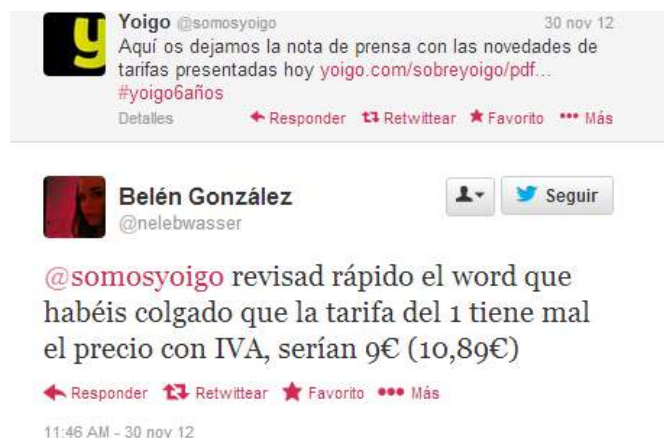 Yoigo @somosyoigo 30 nov 12
Aquí os dejamos la nota de prensa con las novedades de
tarifas presentadas hoy yoigo.com/sobreyoigo/pdf...
#yoigo6años
Detalles Responder Retwittear Favorito Más
Belén González Seguir
@nelebwasser
@somosyoigo revisad rápido el word que
habéis colgado que la tarifa del 1 tiene mal
el precio con IVA, serían 9€ (10,89€)
Responder Retwittear Favorito Más
11:46 AM - 30 nov 12